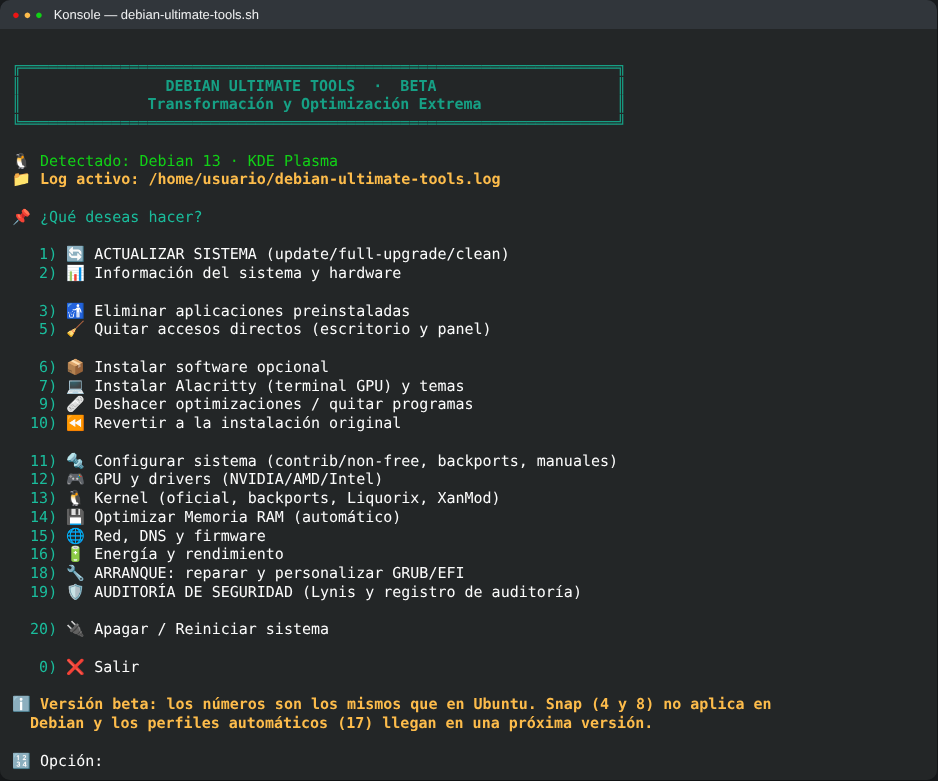 Konsole — debian-ultimate-tools.sh
DEBIAN ULTIMATE TOOLS · BETA
Transformación y Optimización Extrema
Detectado: Debian 13 · KDE Plasma
Log activo: /home/usuario/debian-ultimate-tools.log
¿Qué deseas hacer?
1) ACTUALIZAR SISTEMA (update/full-upgrade/clean)
2) Información del sistema y hardware
3) Eliminar aplicaciones preinstaladas
5) Quitar accesos directos (escritorio y panel)
6) Instalar software opcional
7) Instalar Alacritty (terminal GPU) y temas
9) Deshacer optimizaciones / quitar programas
10) Revertir a la instalación original
11) Configurar sistema (contrib/non-free, backports, manuales)
12) GPU y drivers (NVIDIA/AMD/Intel)
13) Kernel (oficial, backports, Liquorix, XanMod)
14) Optimizar Memoria RAM (automático)
15) Red, DNS y firmware
16) Energía y rendimiento
18) ARRANQUE: reparar y personalizar GRUB/EFI
19) AUDITORÍA DE SEGURIDAD (Lynis y registro de auditoría)
20) Apagar / Reiniciar sistema
0) Salir
Versión beta: los números son los mismos que en Ubuntu. Snap (4 y 8) no aplica en
Debian y los perfiles automáticos (17) llegan en una próxima versión.
Opción: